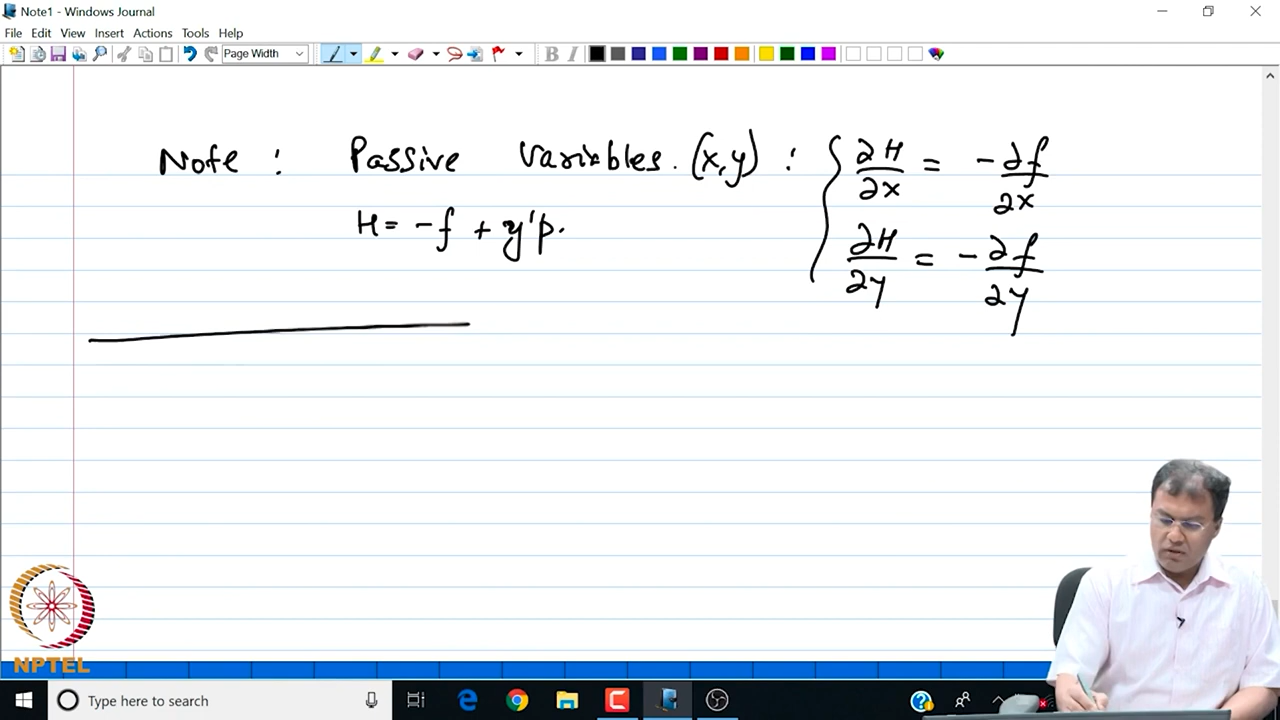 Note1 - Windows Journal
File Edit View Insert Actions Tools Help
Page Width
B I
Note : Passive Variables. (x,y) : ∂H/∂x = -∂f/∂x
H = -f + y'p.
∂H/∂y = -∂f/∂y
NPTEL
Type here to search